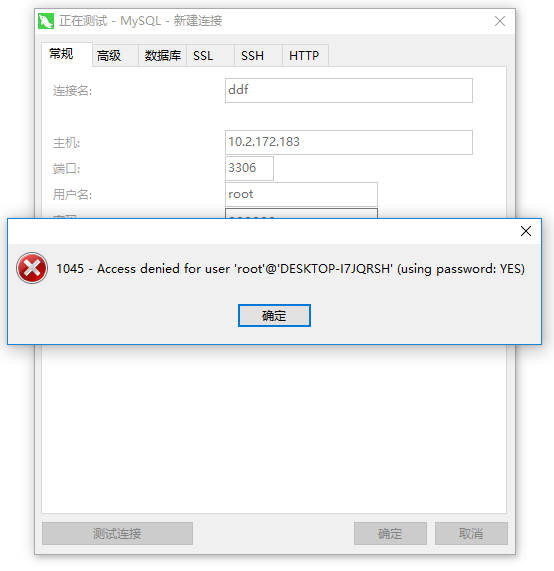 正在测试 - MySQL - 新建连接
常规 高级 数据库 SSL SSH HTTP
连接名: ddf
主机: 10.2.172.183
端口: 3306
用户名: root
1045 - Access denied for user 'root'@'DESKTOP-I7JQRSH' (using password: YES)
确定
测试连接 确定 取消